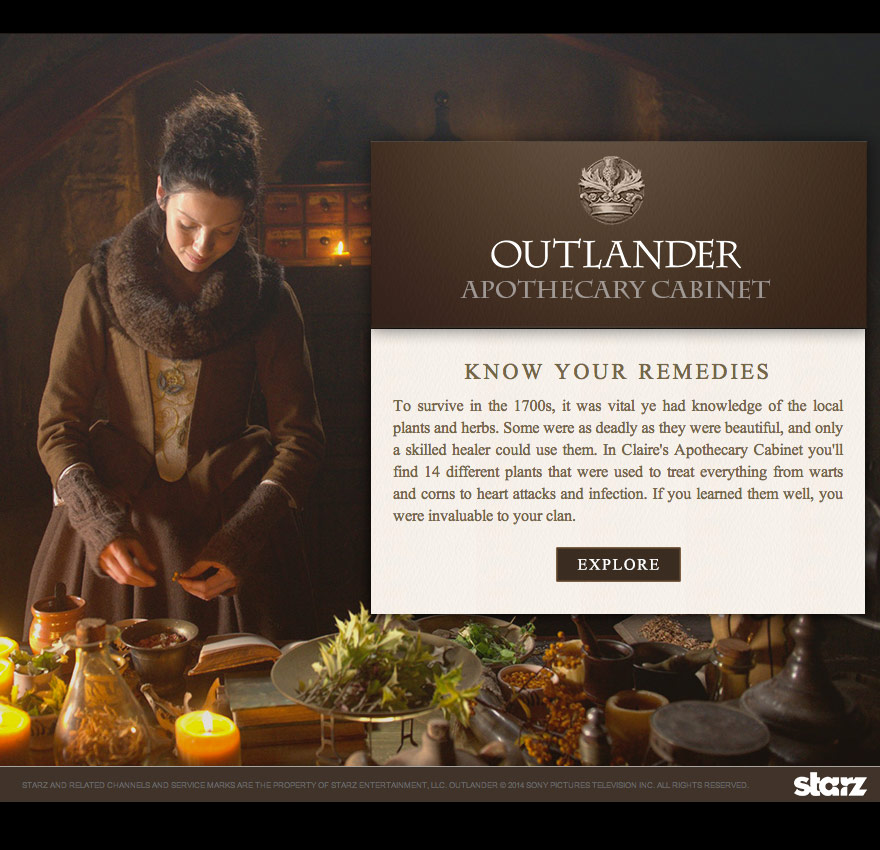 OUTLANDER
APOTHECARY CABINET
KNOW YOUR REMEDIES
To survive in the 1700s, it was vital ye had knowledge of the local
plants and herbs. Some were as deadly as they were beautiful, and only
a skilled healer could use them. In Claire's Apothecary Cabinet you'll
find 14 different plants that were used to treat everything from warts
and corns to heart attacks and infection. If you learned them well, you
were invaluable to your clan.
EXPLORE
STARZ AND RELATED CHANNELS AND SERVICE MARKS ARE THE PROPERTY OF STARZ ENTERTAINMENT, LLC. OUTLANDER © 2014 SONY PICTURES TELEVISION INC. ALL RIGHTS RESERVED.
starz